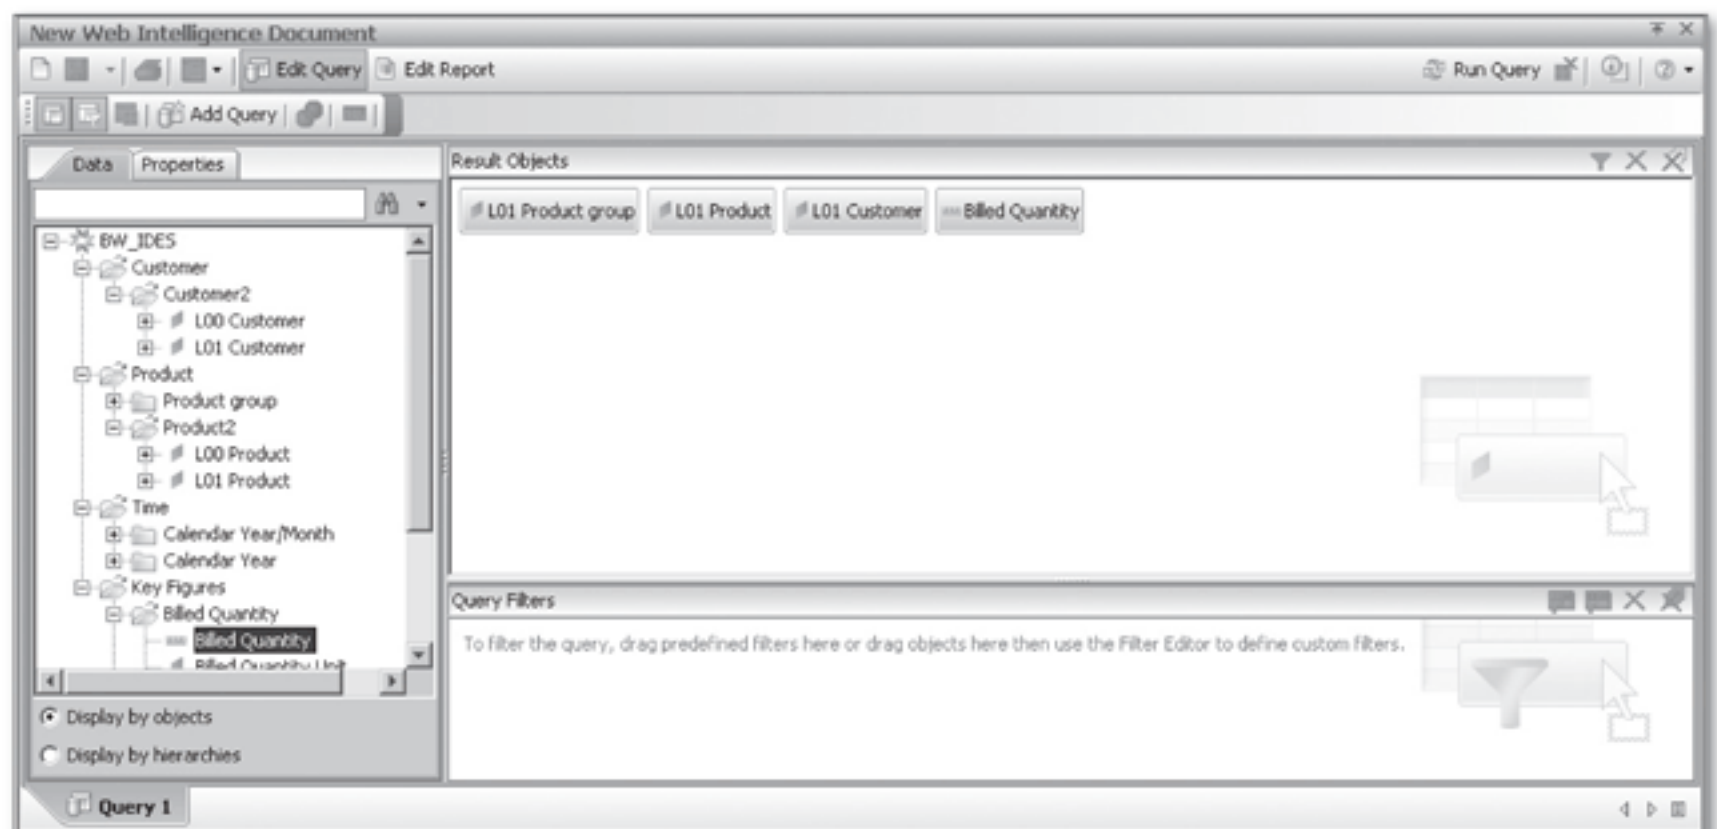 New Web Intelligence Document
Edit Query Edit Report Run Query
Add Query
Data Properties
BW_IDES
Customer
Customer2
L00 Customer
L01 Customer
Product
Product group
Product2
L00 Product
L01 Product
Time
Calendar Year/Month
Calendar Year
Key Figures
Billed Quantity
Billed Quantity
Billed Quantity Unit
Display by objects
Display by hierarchies
Result Objects
L01 Product group L01 Product L01 Customer Billed Quantity
Query Filters
To filter the query, drag predefined filters here or drag objects here then use the Filter Editor to define custom filters.
Query 1